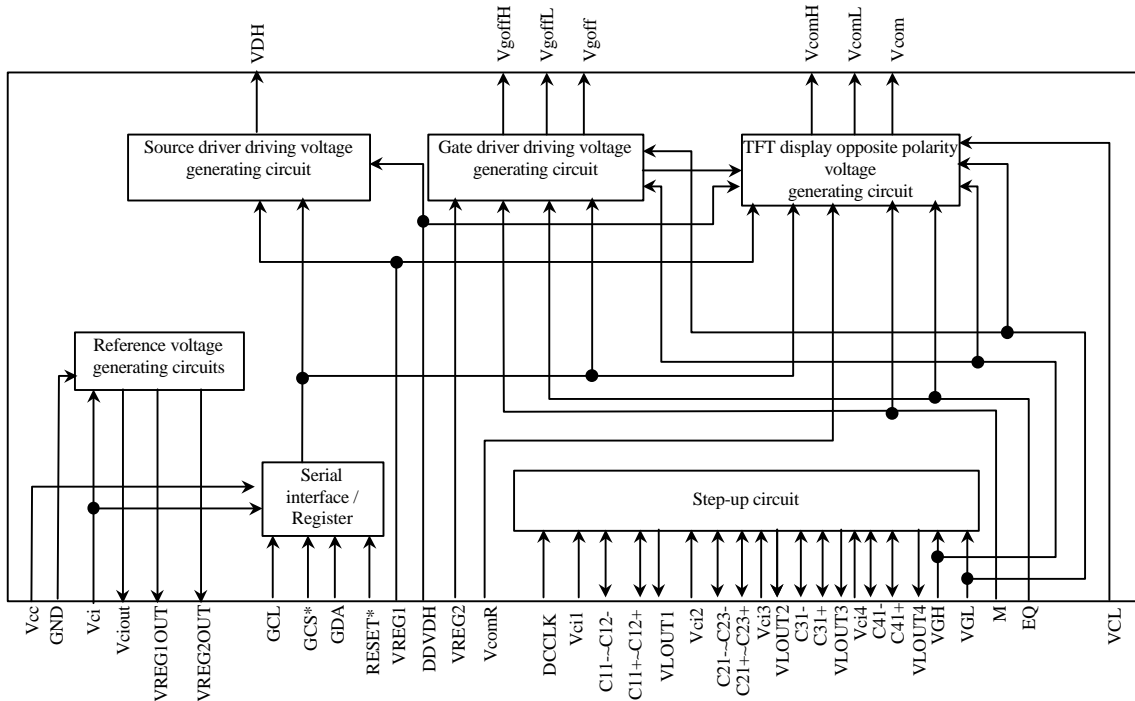 VDH
VgoffH
VgoffL
Vgoff
VcomH
VcomL
Vcom
Source driver driving voltage
generating circuit
Gate driver driving voltage
generating circuit
TFT display opposite polarity
voltage
generating circuit
Reference voltage
generating circuits
Serial
interface /
Register
Step-up circuit
Vcc
GND
Vci
Vciout
VREG1OUT
VREG2OUT
GCL
GCS*
GDA
RESET*
VREG1
DDVDH
VREG2
VcomR
DCCLK
Vci1
C11-~C12-
C11+~C12+
VLOUT1
Vci2
C21-~C23-
C21+~C23+
Vci3
VLOUT2
C31-
C31+
VLOUT3
Vci4
C41-
C41+
VLOUT4
VGH
VGL
M
EQ
VCL